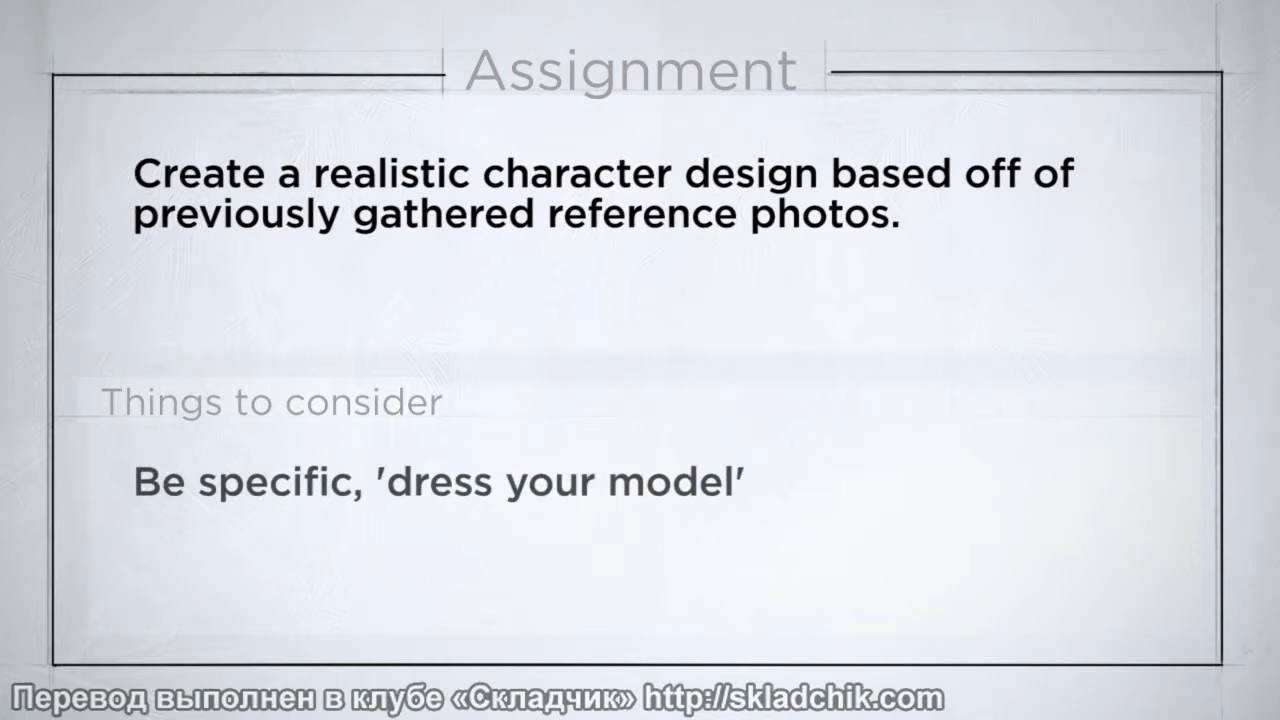 Assignment
Create a realistic character design based off of
previously gathered reference photos.
Things to consider
Be specific, 'dress your model'
Перевод выполнен в клубе «Складчик» http://skladchik.com